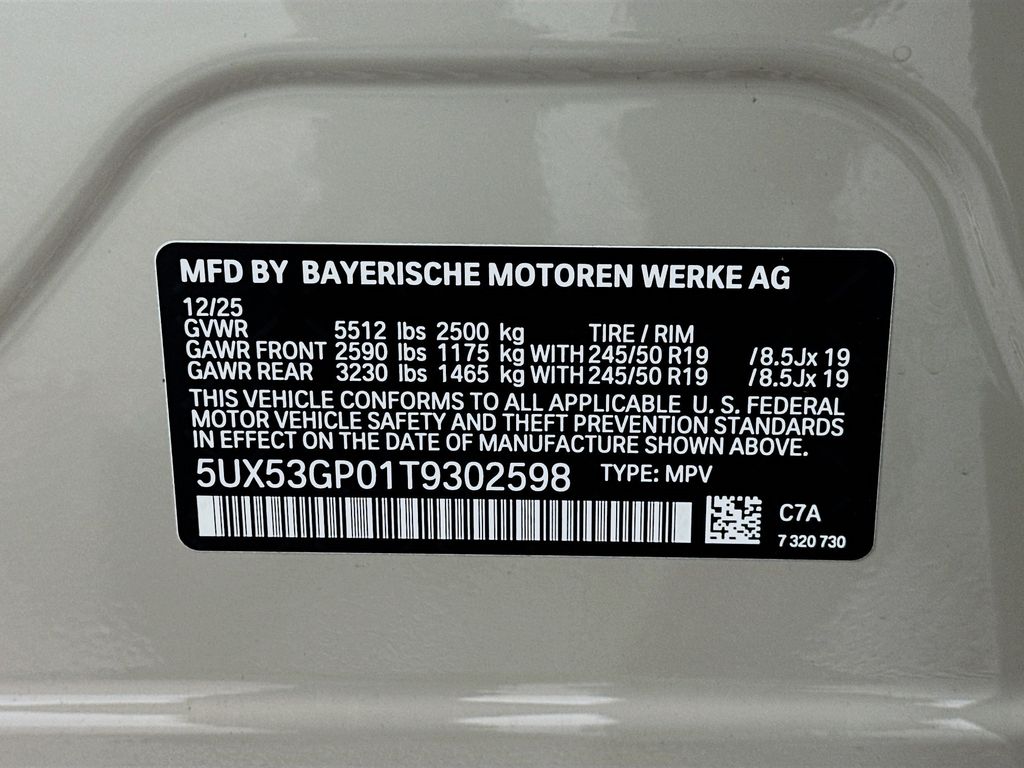 MFD BY BAYERISCHE MOTOREN WERKE AG
12/25
GVWR 5512 lbs 2500 kg TIRE / RIM
GAWR FRONT 2590 lbs 1175 kg WITH 245/50 R19 /8.5Jx 19
GAWR REAR 3230 lbs 1465 kg WITH 245/50 R19 /8.5Jx 19
THIS VEHICLE CONFORMS TO ALL APPLICABLE U. S. FEDERAL
MOTOR VEHICLE SAFETY AND THEFT PREVENTION STANDARDS
IN EFFECT ON THE DATE OF MANUFACTURE SHOWN ABOVE.
5UX53GP01T9302598 TYPE: MPV
C7A
7 320 730